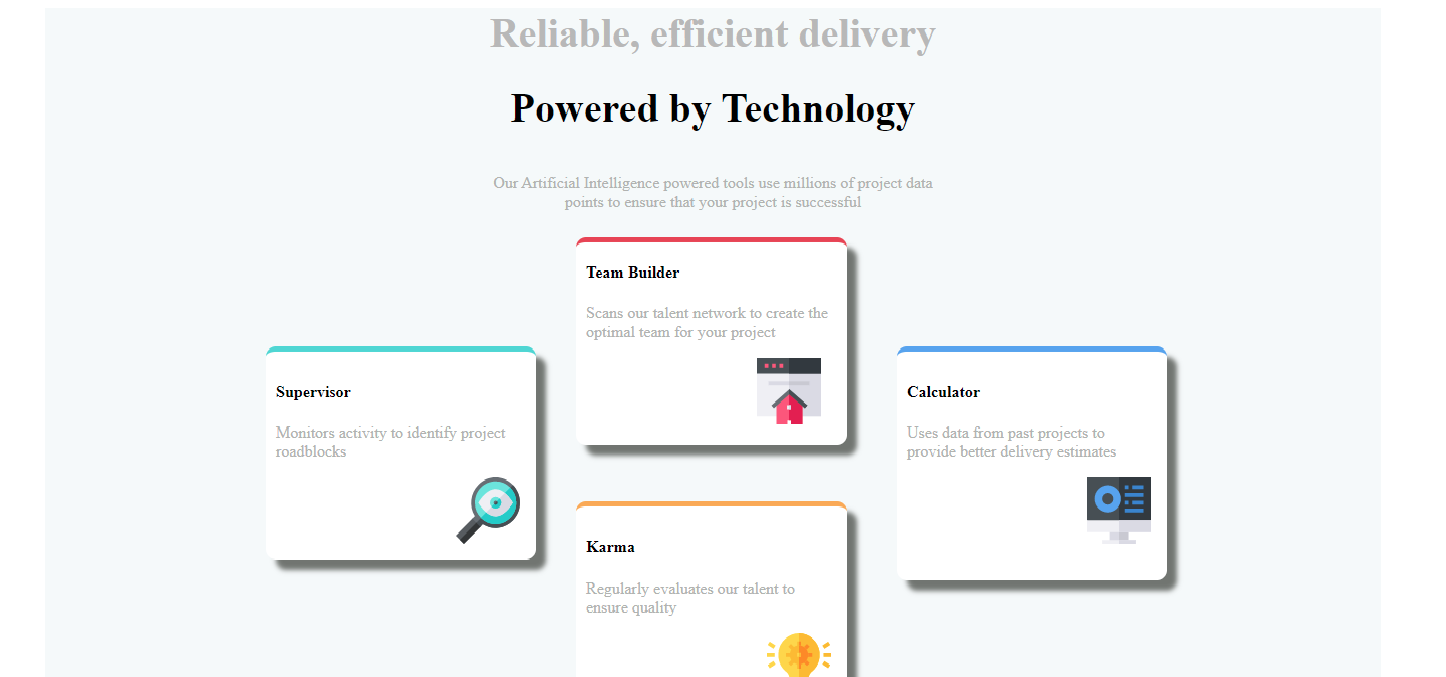 Reliable, efficient delivery
Powered by Technology
Our Artificial Intelligence powered tools use millions of project data
points to ensure that your project is successful
Team Builder
Scans our talent network to create the
optimal team for your project
Supervisor
Monitors activity to identify project
roadblocks
Calculator
Uses data from past projects to
provide better delivery estimates
Karma
Regularly evaluates our talent to
ensure quality